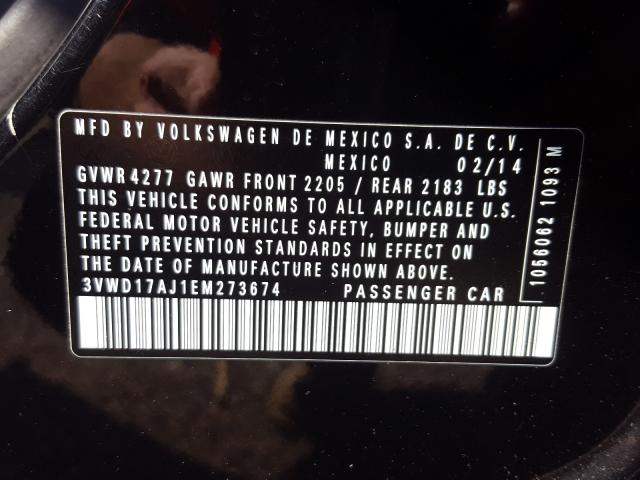 MFD BY VOLKSWAGEN DE MEXICO S.A. DE C.V.
MEXICO 02/14
GVWR 4277 GAWR FRONT 2205 / REAR 2183 LBS
THIS VEHICLE CONFORMS TO ALL APPLICABLE U.S.
FEDERAL MOTOR VEHICLE SAFETY, BUMPER AND
THEFT PREVENTION STANDARDS IN EFFECT ON
THE DATE OF MANUFACTURE SHOWN ABOVE.
3VWD17AJ1EM273674 PASSENGER CAR
1056062 1093 M